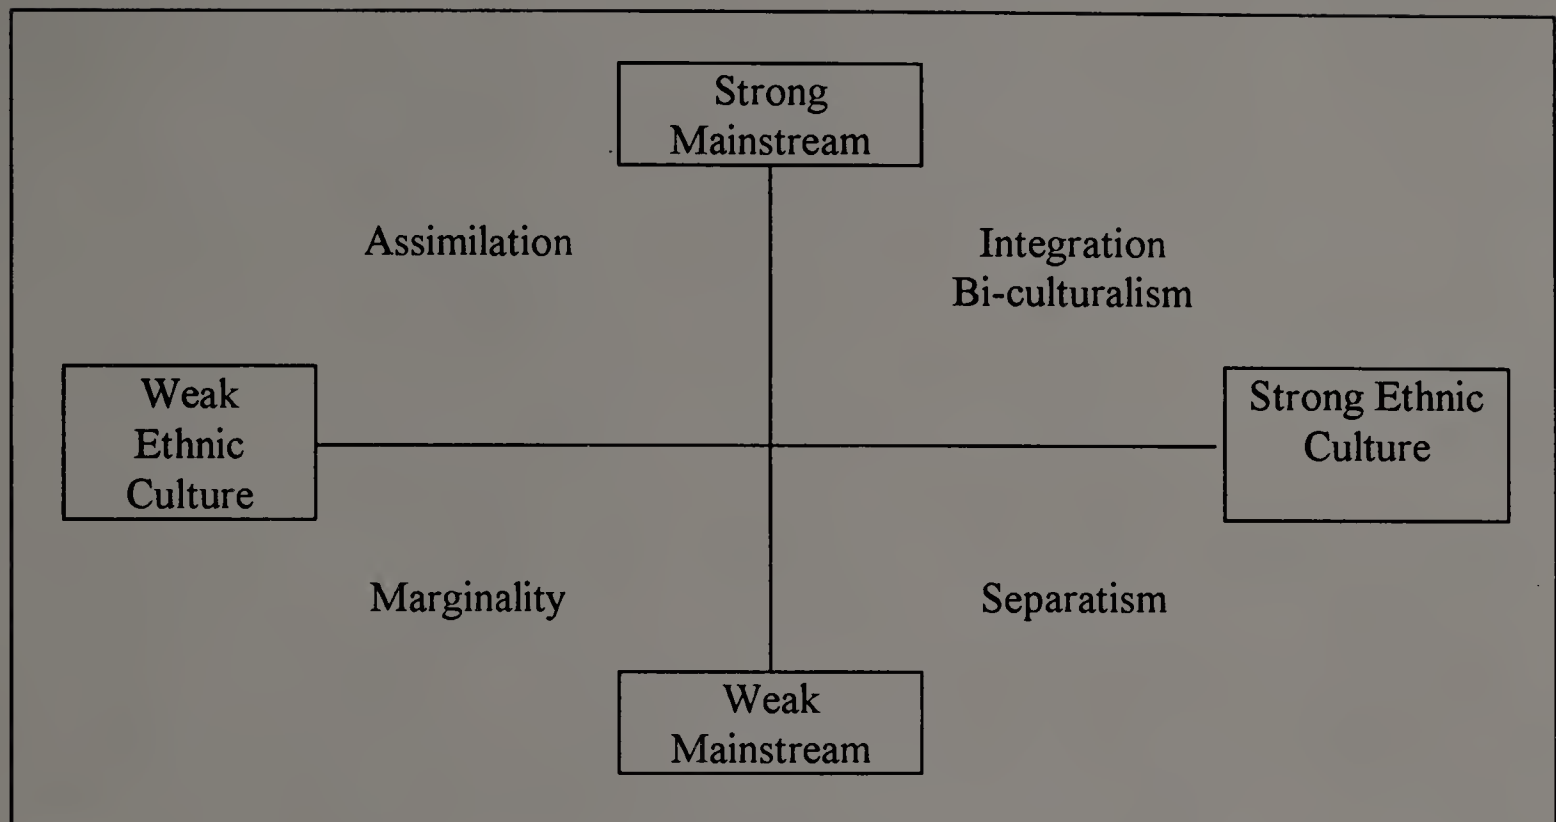 Strong
Mainstream
Assimilation
Integration
Bi-culturalism
Weak
Ethnic
Culture
Strong Ethnic
Culture
Marginality
Separatism
Weak
Mainstream